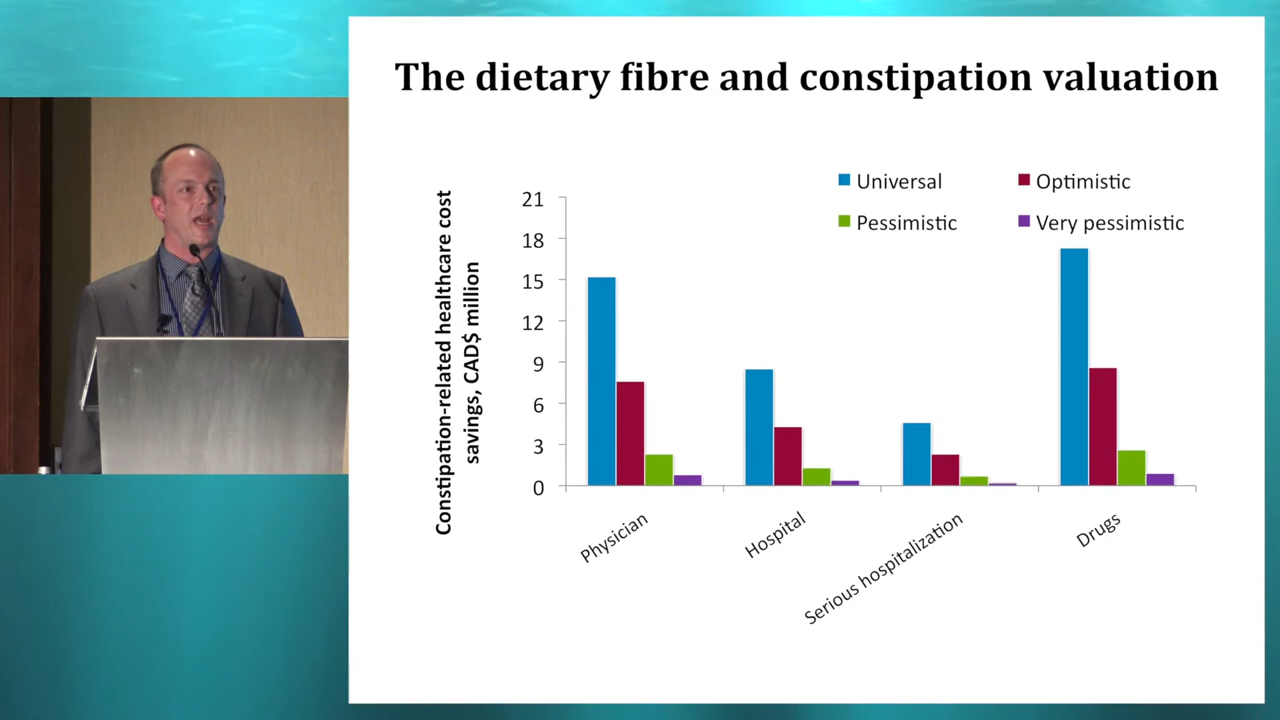 The dietary fibre and constipation valuation
Universal
Optimistic
Pessimistic
Very pessimistic
Constipation-related healthcare cost
savings, CAD$ million
21
18
15
12
9
6
3
0
Physician
Hospital
Serious hospitalization
Drugs